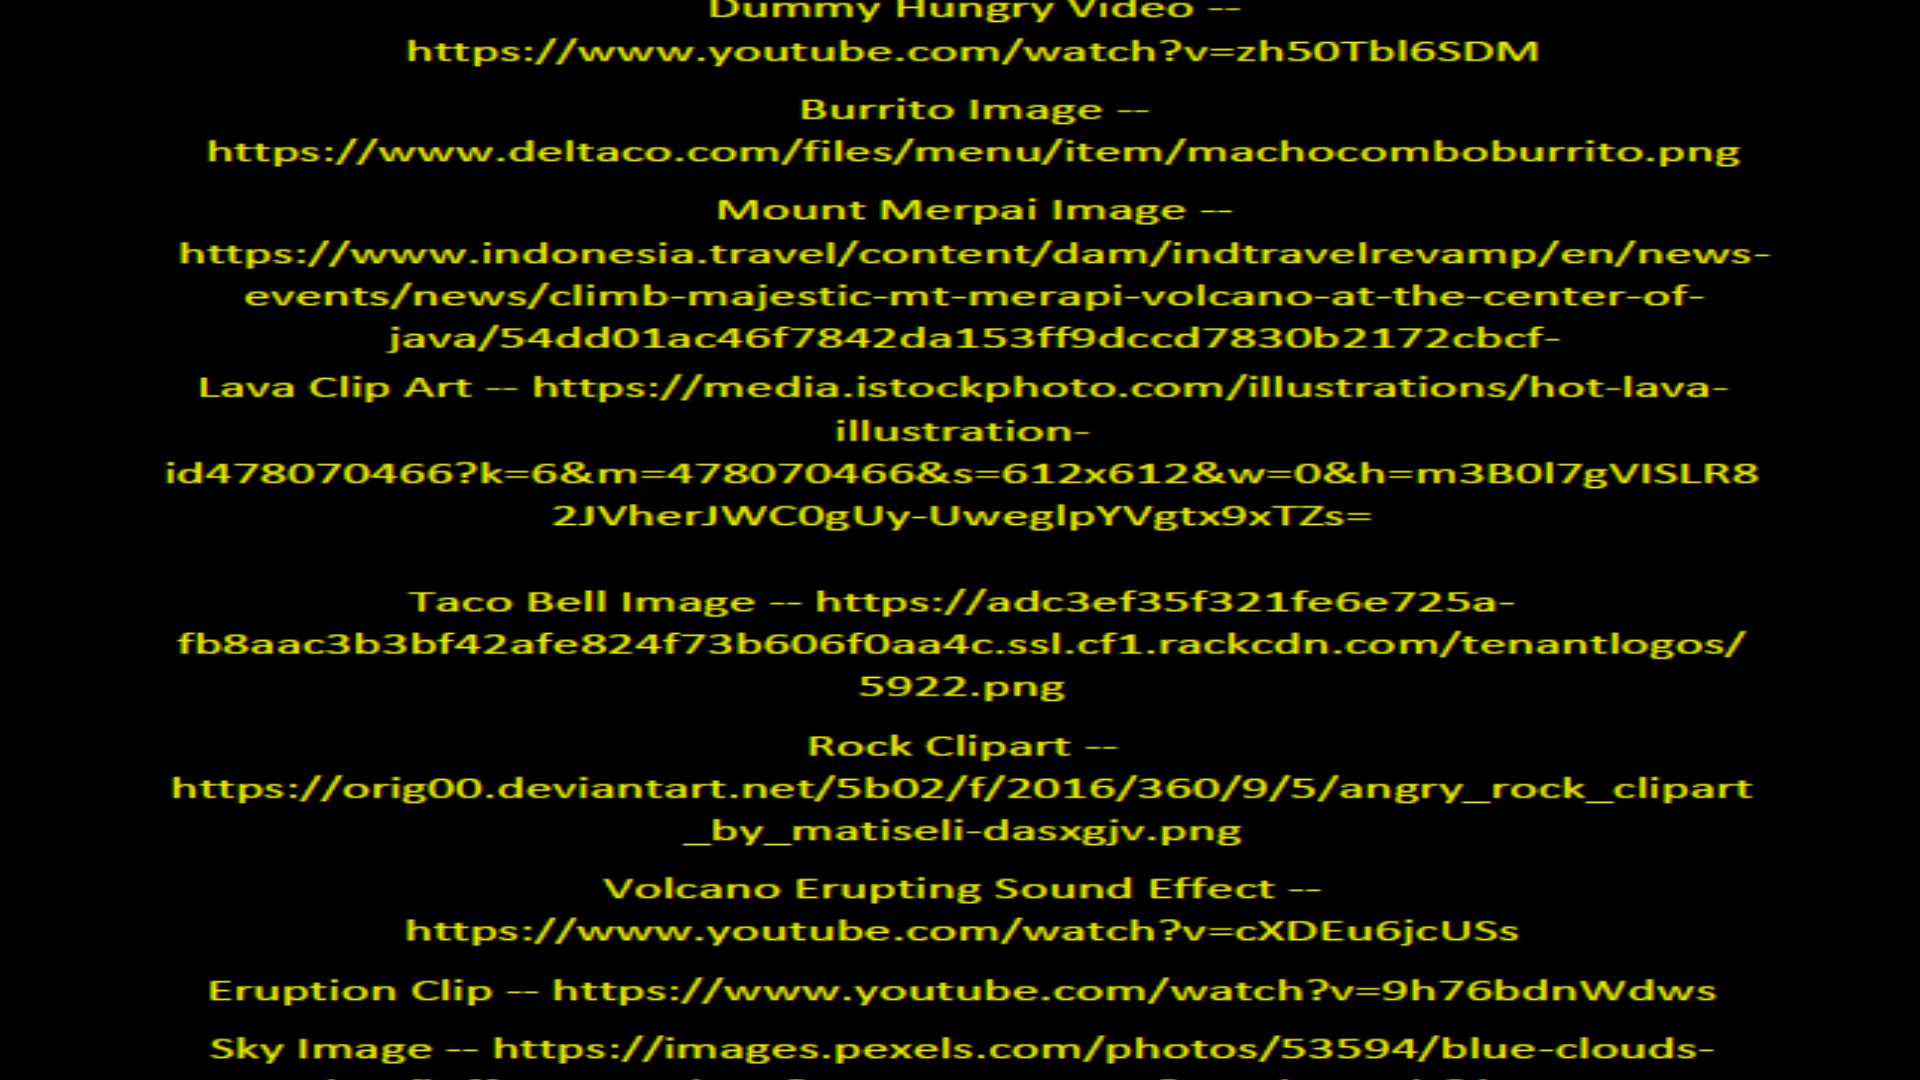 Dummy Hungry Video --
https://www.youtube.com/watch?v=zh50Tbl6SDM
Burrito Image --
https://www.deltaco.com/files/menu/item/machocomboburrito.png
Mount Merpai Image --
https://www.indonesia.travel/content/dam/indtravelrevamp/en/news-
events/news/climb-majestic-mt-merapi-volcano-at-the-center-of-
java/54dd01ac46f7842da153ff9dccd7830b2172cbcf-
Lava Clip Art -- https://media.istockphoto.com/illustrations/hot-lava-
illustration-
id478070466?k=6&m=478070466&s=612x612&w=0&h=m3B0l7gVISLR8
2JVherJWC0gUy-UweglpYVgtx9xTZs=
Taco Bell Image -- https://adc3ef35f321fe6e725a-
fb8aac3b3bf42afe824f73b606f0aa4c.ssl.cf1.rackcdn.com/tenantlogos/
5922.png
Rock Clipart --
https://orig00.deviantart.net/5b02/f/2016/360/9/5/angry_rock_clipart
_by_matiseli-dasxgjv.png
Volcano Erupting Sound Effect --
https://www.youtube.com/watch?v=cXDEu6jcUSs
Eruption Clip -- https://www.youtube.com/watch?v=9h76bdnWdws
Sky Image -- https://images.pexels.com/photos/53594/blue-clouds-